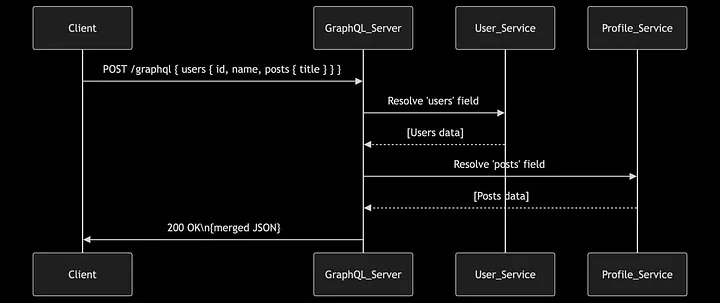 Client
GraphQL_Server
User_Service
Profile_Service
POST /graphql { users { id, name, posts { title } } }
Resolve 'users' field
[Users data]
Resolve 'posts' field
[Posts data]
200 OK\n{merged JSON}
Client
GraphQL_Server
User_Service
Profile_Service